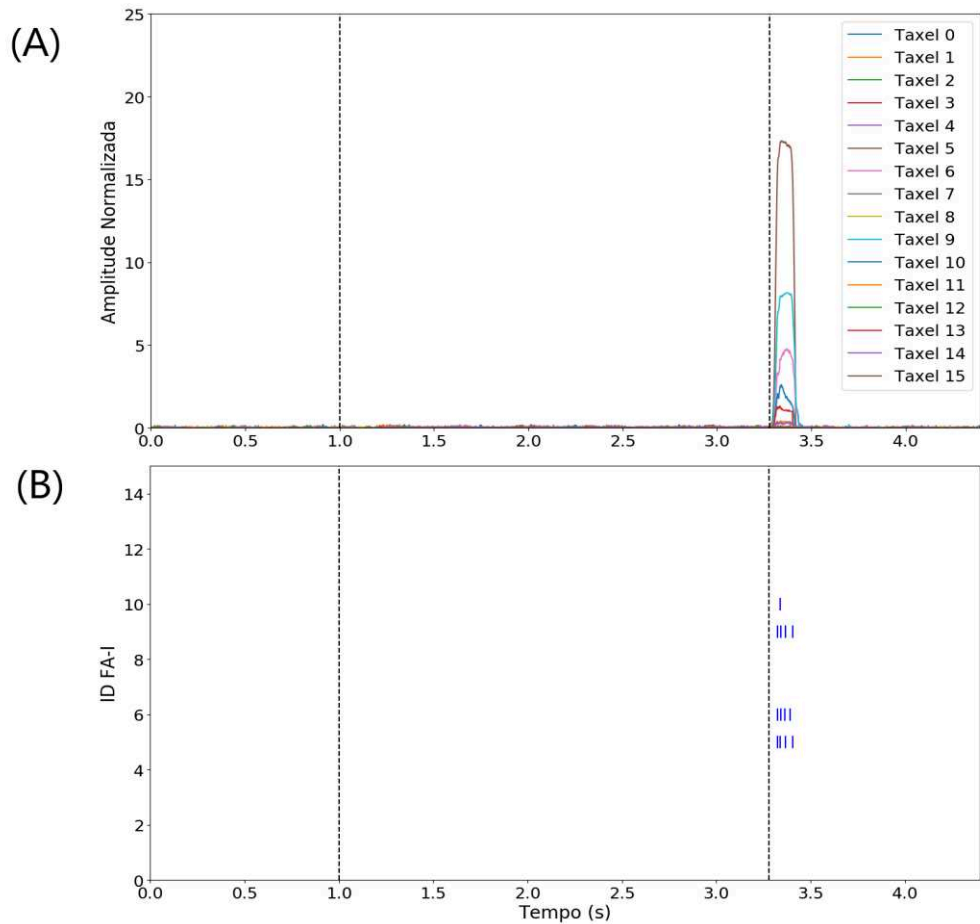 (A)
Amplitude Normalizada
25
20
15
10
5
0
0.0 0.5 1.0 1.5 2.0 2.5 3.0 3.5 4.0
Taxel 0
Taxel 1
Taxel 2
Taxel 3
Taxel 4
Taxel 5
Taxel 6
Taxel 7
Taxel 8
Taxel 9
Taxel 10
Taxel 11
Taxel 12
Taxel 13
Taxel 14
Taxel 15
(B)
ID FA-I
14
12
10
8
6
4
2
0
0.0 0.5 1.0 1.5 2.0 2.5 3.0 3.5 4.0
Tempo (s)